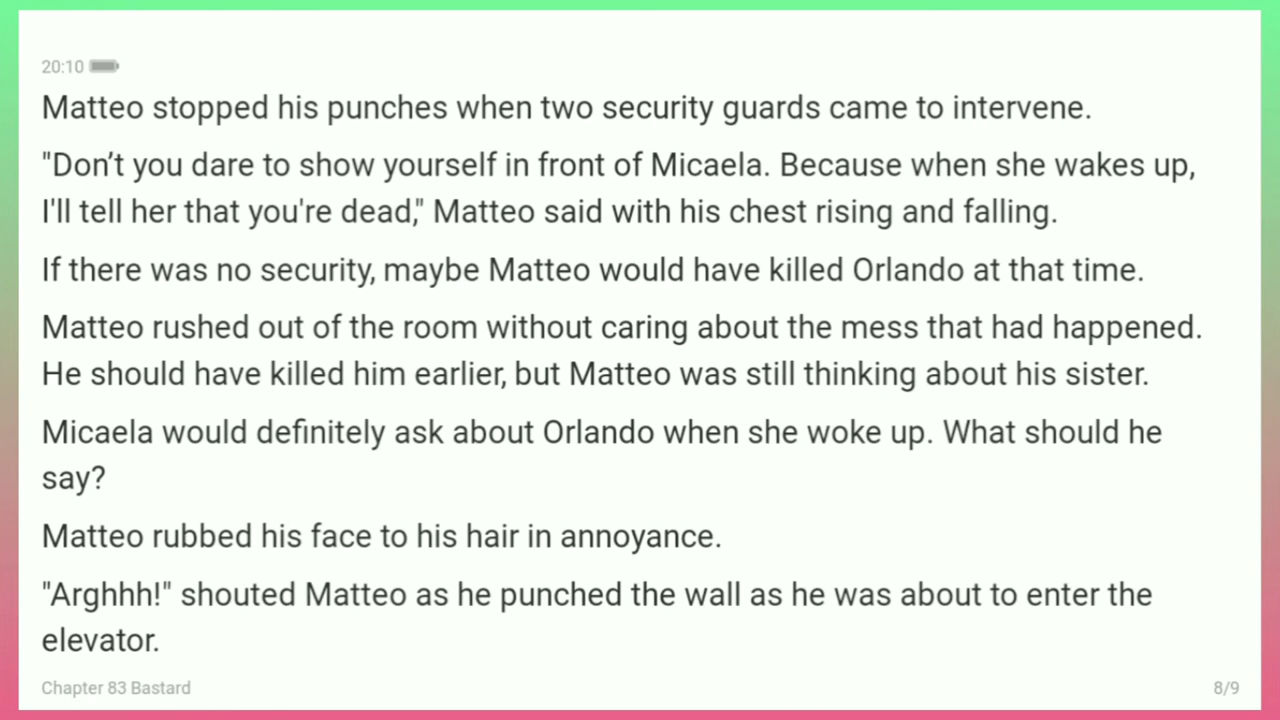 20:10
Matteo stopped his punches when two security guards came to intervene.
"Don’t you dare to show yourself in front of Micaela. Because when she wakes up,
I'll tell her that you're dead," Matteo said with his chest rising and falling.
If there was no security, maybe Matteo would have killed Orlando at that time.
Matteo rushed out of the room without caring about the mess that had happened.
He should have killed him earlier, but Matteo was still thinking about his sister.
Micaela would definitely ask about Orlando when she woke up. What should he
say?
Matteo rubbed his face to his hair in annoyance.
"Arghhh!" shouted Matteo as he punched the wall as he was about to enter the
elevator.
Chapter 83 Bastard 8/9